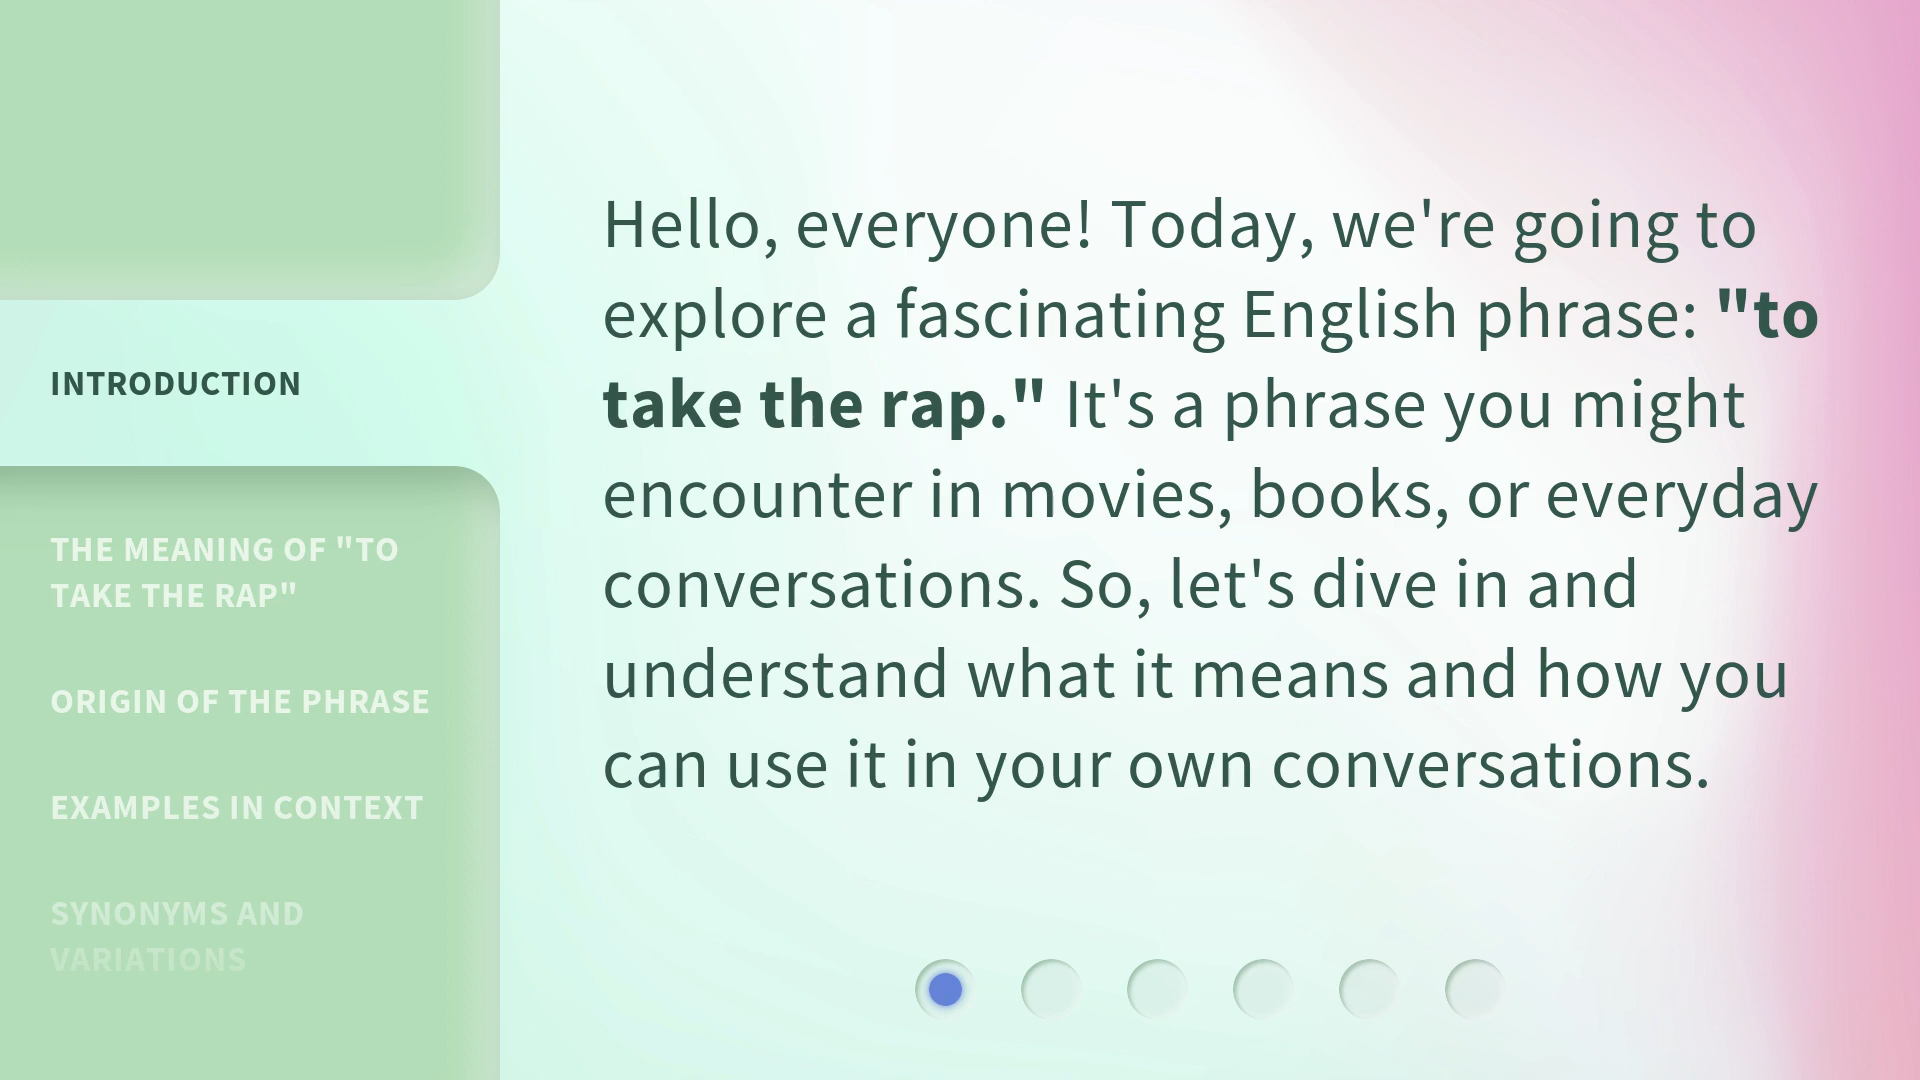 INTRODUCTION
THE MEANING OF "TO
TAKE THE RAP"
ORIGIN OF THE PHRASE
EXAMPLES IN CONTEXT
SYNONYMS AND
VARIATIONS
Hello, everyone! Today, we're going to
explore a fascinating English phrase: "to
take the rap." It's a phrase you might
encounter in movies, books, or everyday
conversations. So, let's dive in and
understand what it means and how you
can use it in your own conversations.